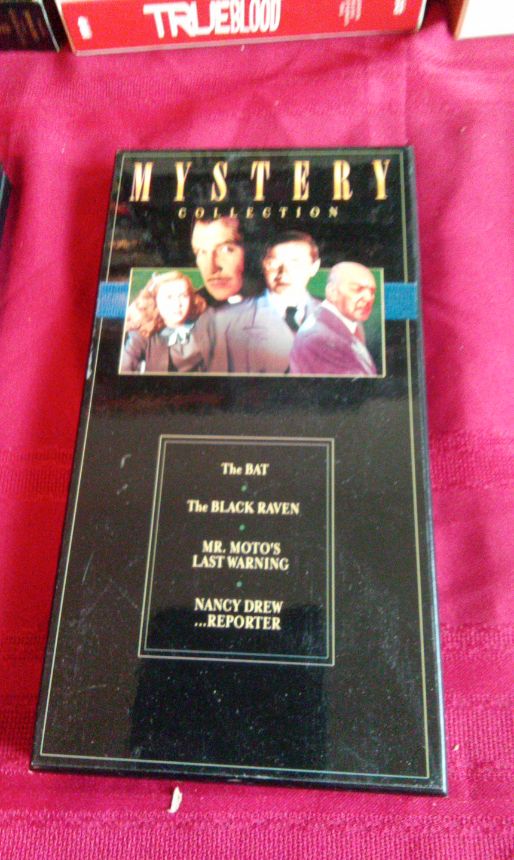 TRUEBLOOD
MYSTERY
COLLECTION
The BAT
The BLACK RAVEN
MR. MOTO'S
LAST WARNING
NANCY DREW
...REPORTER